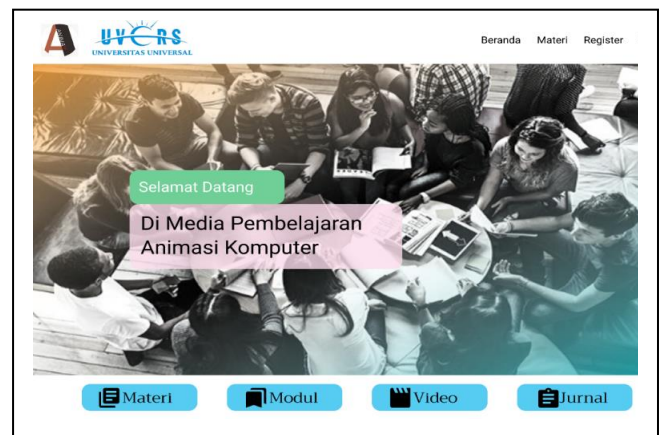 UVERS
UNIVERSITAS UNIVERSAL
Beranda Materi Register
Selamat Datang
Di Media Pembelajaran
Animasi Komputer
Materi Modul Video Jurnal